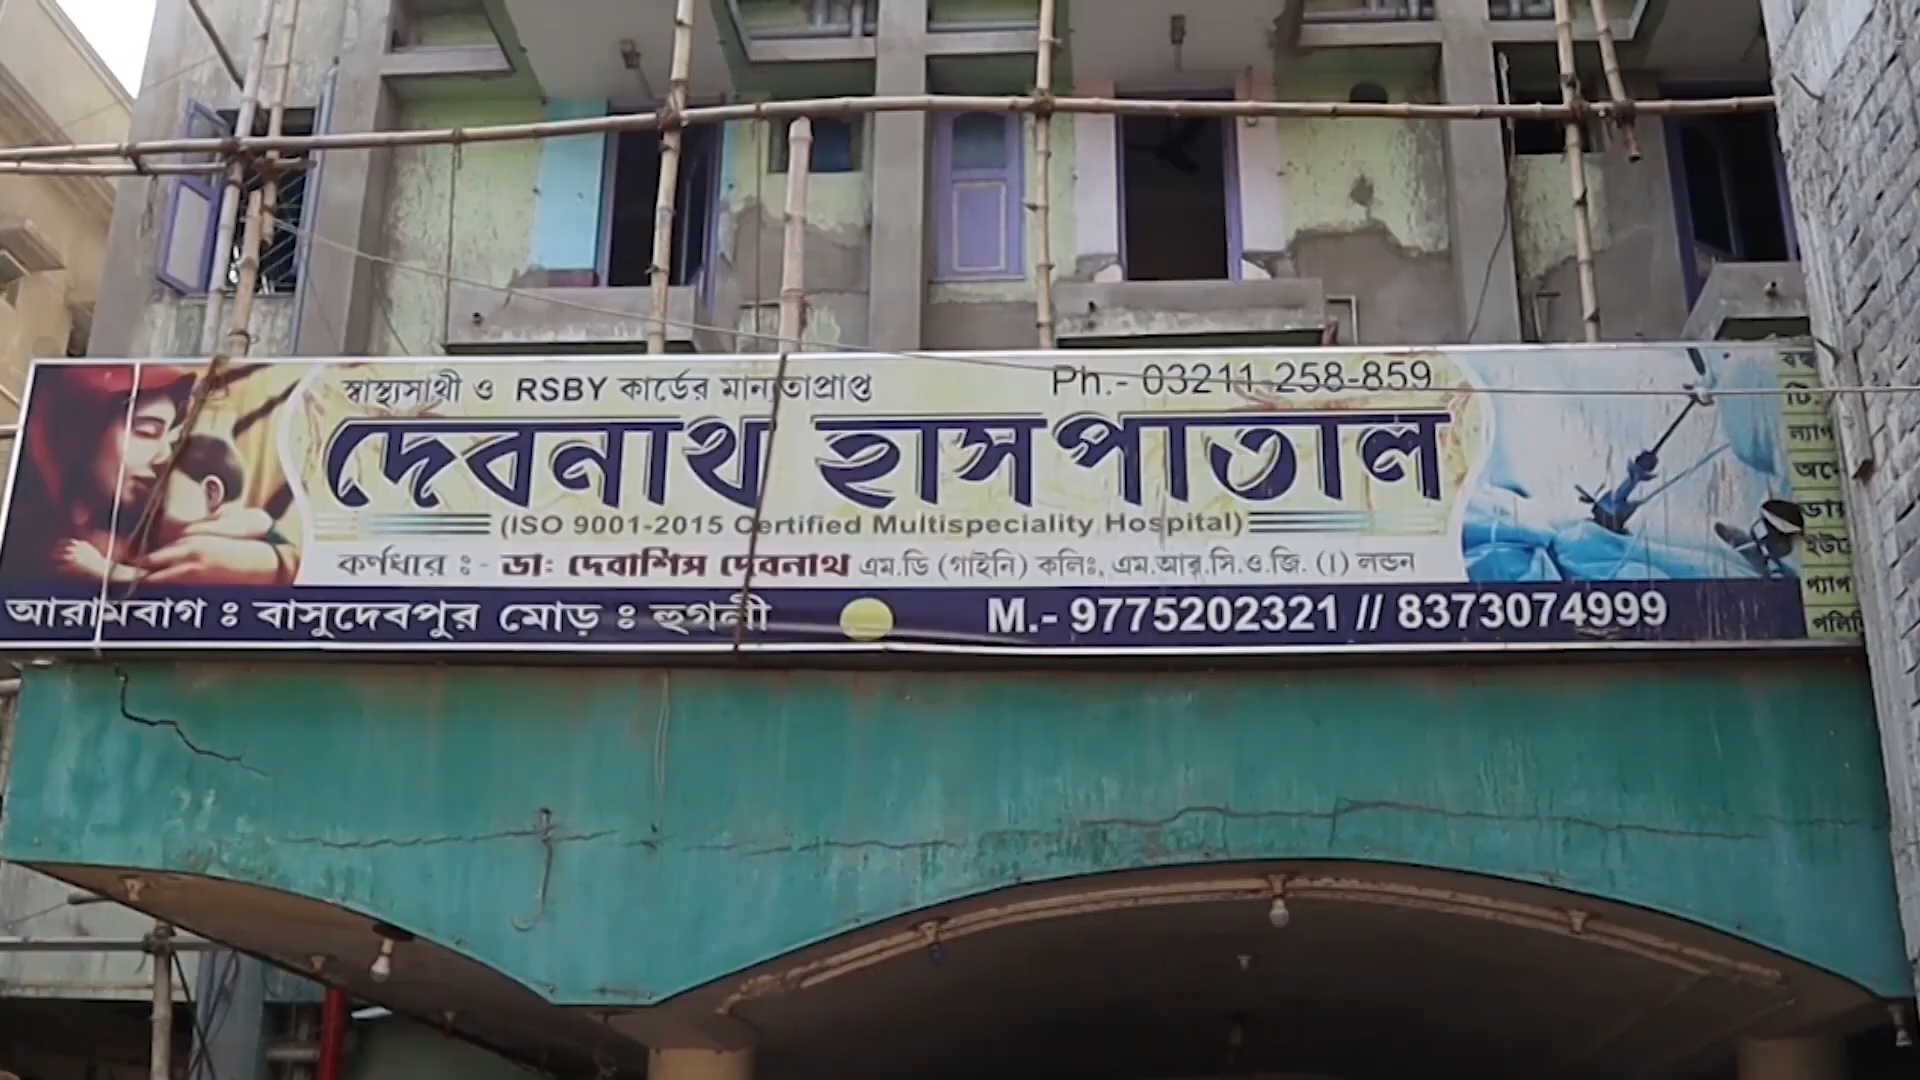 স্বাস্থ্যসাথী ও RSBY কার্ডের মান্যতাপ্রাপ্ত
Ph.- 03211-258-859
দেবনাথ হাসপাতাল
(ISO 9001-2015 Certified Multispeciality Hospital)
কর্ণধার ঃ- ডাঃ দেবাশিস দেবনাথ এম.ডি (গাইনি) কলিঃ, এম.আর.সি.ও.জি. (I) লন্ডন
আরামবাগ ঃ বাসুদেবপুর মোড় ঃ হুগলী
M.- 9775202321 // 8373074999